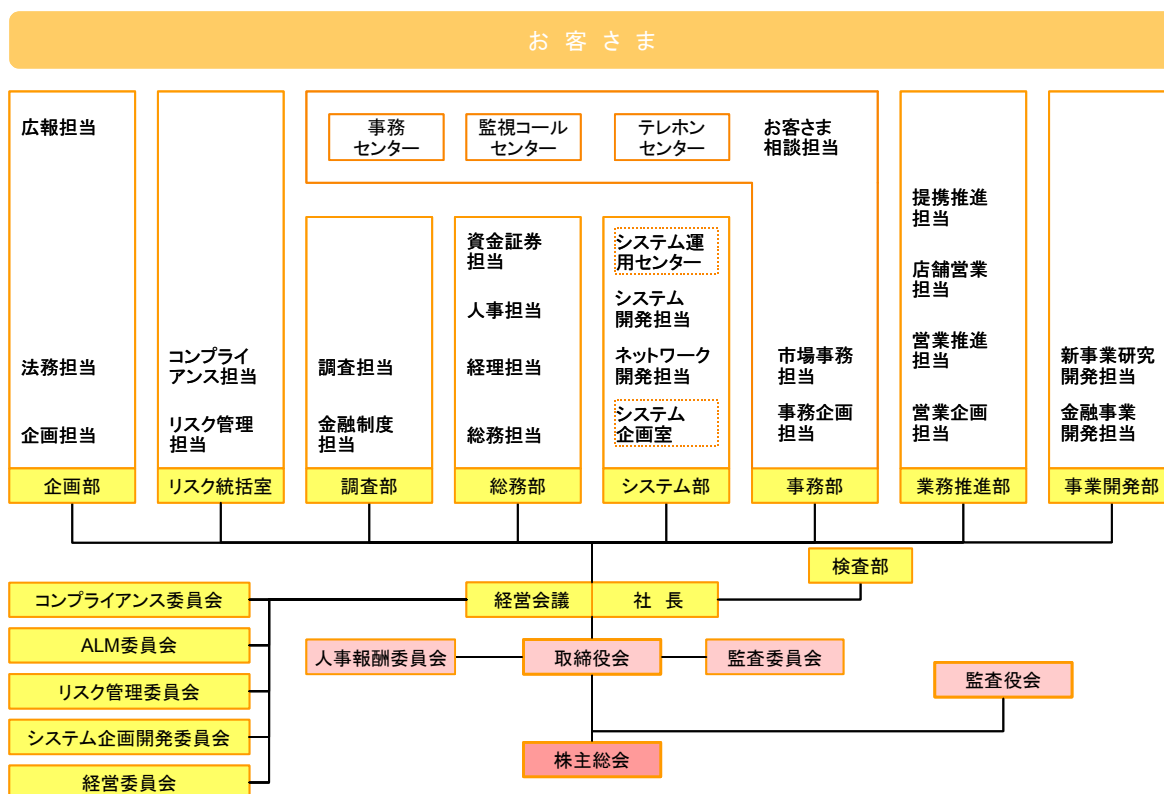 お客さま
広報担当
法務担当
企画担当
企画部
コンプライ
アンス担当
リスク管理
担当
リスク統括室
事務
センター
監視コール
センター
テレホン
センター
お客さま
相談担当
調査担当
金融制度
担当
調査部
資金証券
担当
人事担当
経理担当
総務担当
総務部
システム運
用センター
システム
開発担当
ネットワーク
開発担当
システム
企画室
システム部
市場事務
担当
事務企画
担当
事務部
提携推進
担当
店舗営業
担当
営業推進
担当
営業企画
担当
業務推進部
新事業研究
開発担当
金融事業
開発担当
事業開発部
検査部
経営会議
社 長
コンプライアンス委員会
ALM委員会
リスク管理委員会
システム企画開発委員会
経営委員会
人事報酬委員会
取締役会
監査委員会
監査役会
株主総会